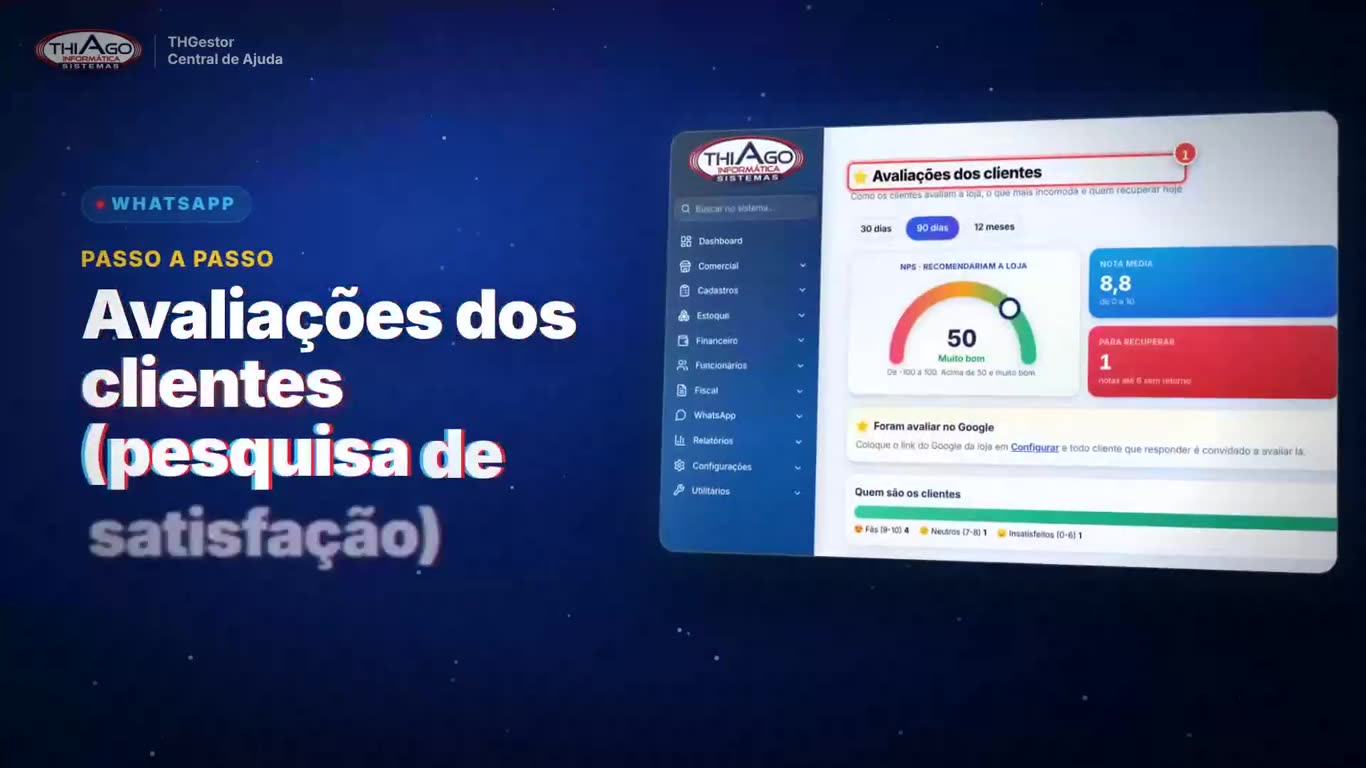 THIAGO
INFORMÁTICA
SISTEMAS
THGestor
Central de Ajuda
WHATSAPP
PASSO A PASSO
Avaliações dos
clientes
(pesquisa de
satisfação)
THIAGO
INFORMÁTICA
SISTEMAS
Buscar no sistema...
Dashboard
Comercial
Cadastros
Estoque
Financeiro
Funcionários
Fiscal
WhatsApp
Relatórios
Configurações
Utilitários
1
⭐ Avaliações dos clientes
Como os clientes avaliam a loja, o que mais incomoda e quem recuperar hoje
30 dias 90 dias 12 meses
NPS · RECOMENDARIAM A LOJA
50
Muito bom
De -100 a 100. Acima de 50 é muito bom.
NOTA MÉDIA
8,8
de 0 a 10
PARA RECUPERAR
1
notas até 6 sem retorno
⭐ Foram avaliar no Google
Coloque o link do Google da loja em Configurar e todo cliente que responder é convidado a avaliar lá.
Quem são os clientes
😍 Fãs (9-10) 4 😐 Neutros (7-8) 1 😞 Insatisfeitos (0-6) 1